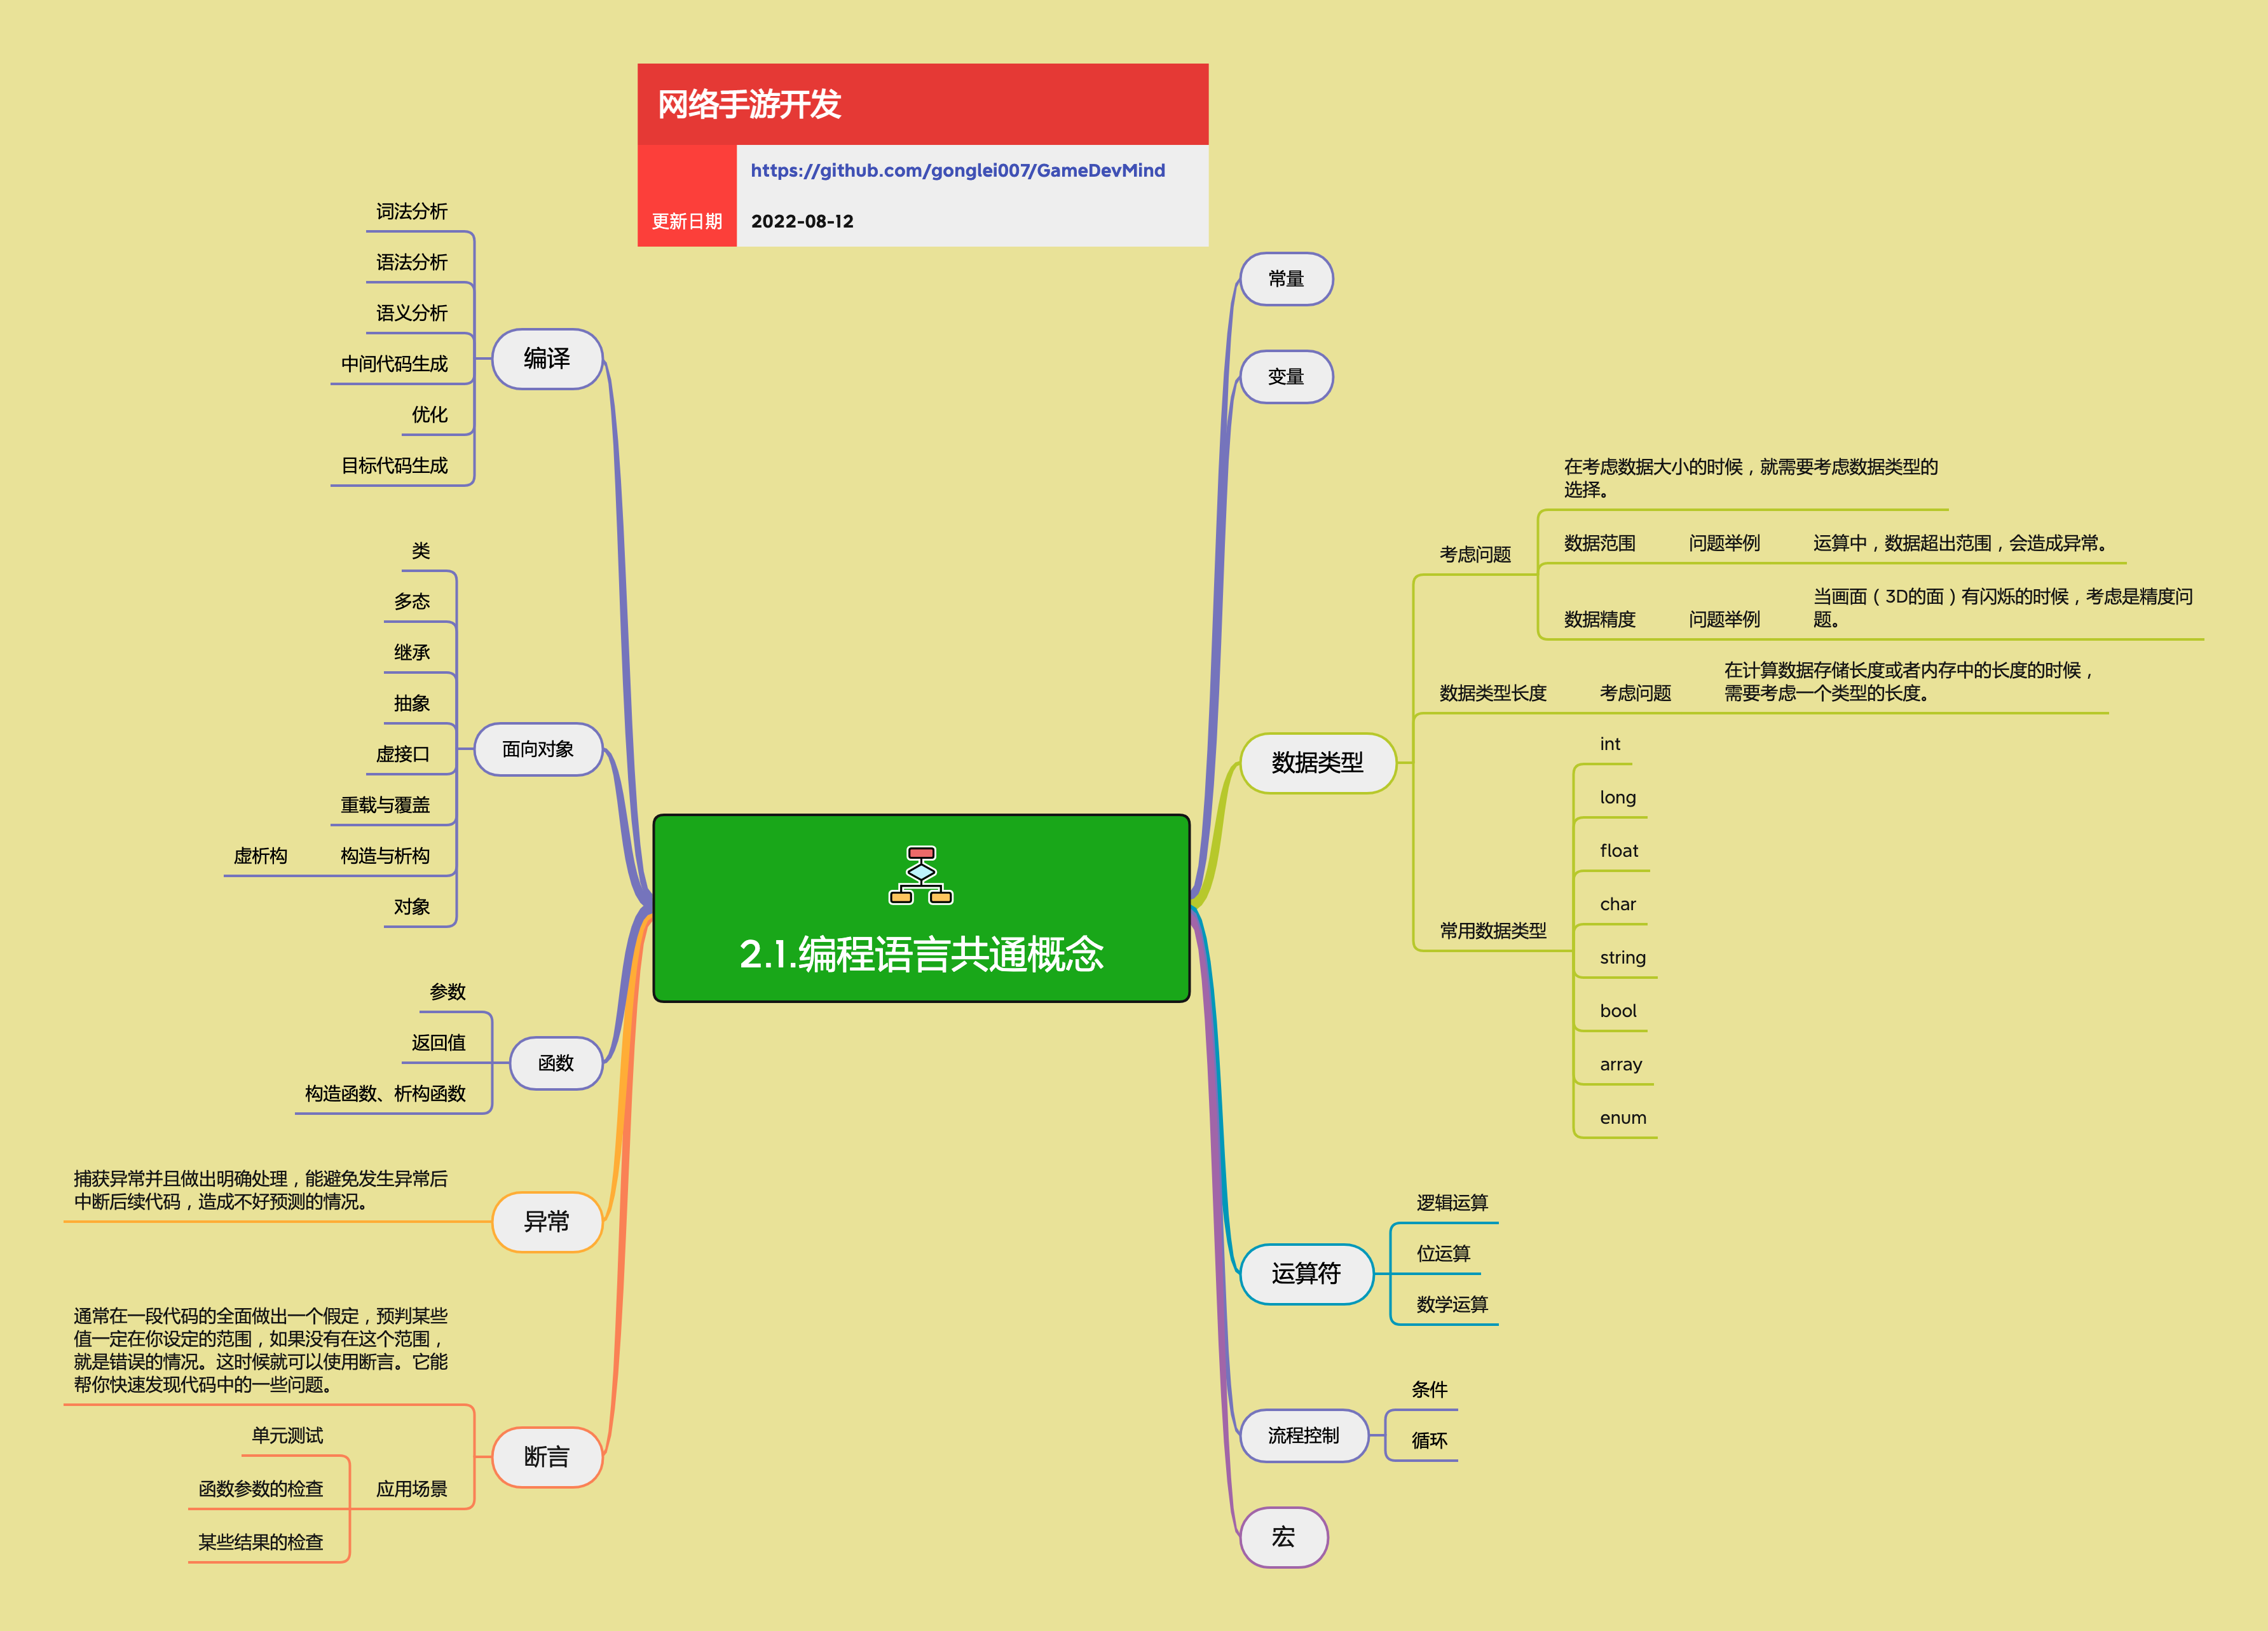 网络手游开发
https://github.com/gonglei007/GameDevMind
更新日期
2022-08-12
2.1.编程语言共通概念
常量
变量
数据类型
考虑问题
在考虑数据大小的时候，就需要考虑数据类型的
选择。
数据范围
问题举例
运算中，数据超出范围，会造成异常。
数据精度
问题举例
当画面（3D的面）有闪烁的时候，考虑是精度问
题。
数据类型长度
考虑问题
在计算数据存储长度或者内存中的长度的时候，
需要考虑一个类型的长度。
常用数据类型
int
long
float
char
string
bool
array
enum
运算符
逻辑运算
位运算
数学运算
流程控制
条件
循环
宏
编译
词法分析
语法分析
语义分析
中间代码生成
优化
目标代码生成
面向对象
类
多态
继承
抽象
虚接口
重载与覆盖
构造与析构
虚析构
对象
函数
参数
返回值
构造函数、析构函数
异常
捕获异常并且做出明确处理，能避免发生异常后
中断后续代码，造成不好预测的情况。
断言
通常在一段代码的全面做出一个假定，预判某些
值一定在你设定的范围，如果没有在这个范围，
就是错误的情况。这时候就可以使用断言。它能
帮你快速发现代码中的一些问题。
应用场景
单元测试
函数参数的检查
某些结果的检查